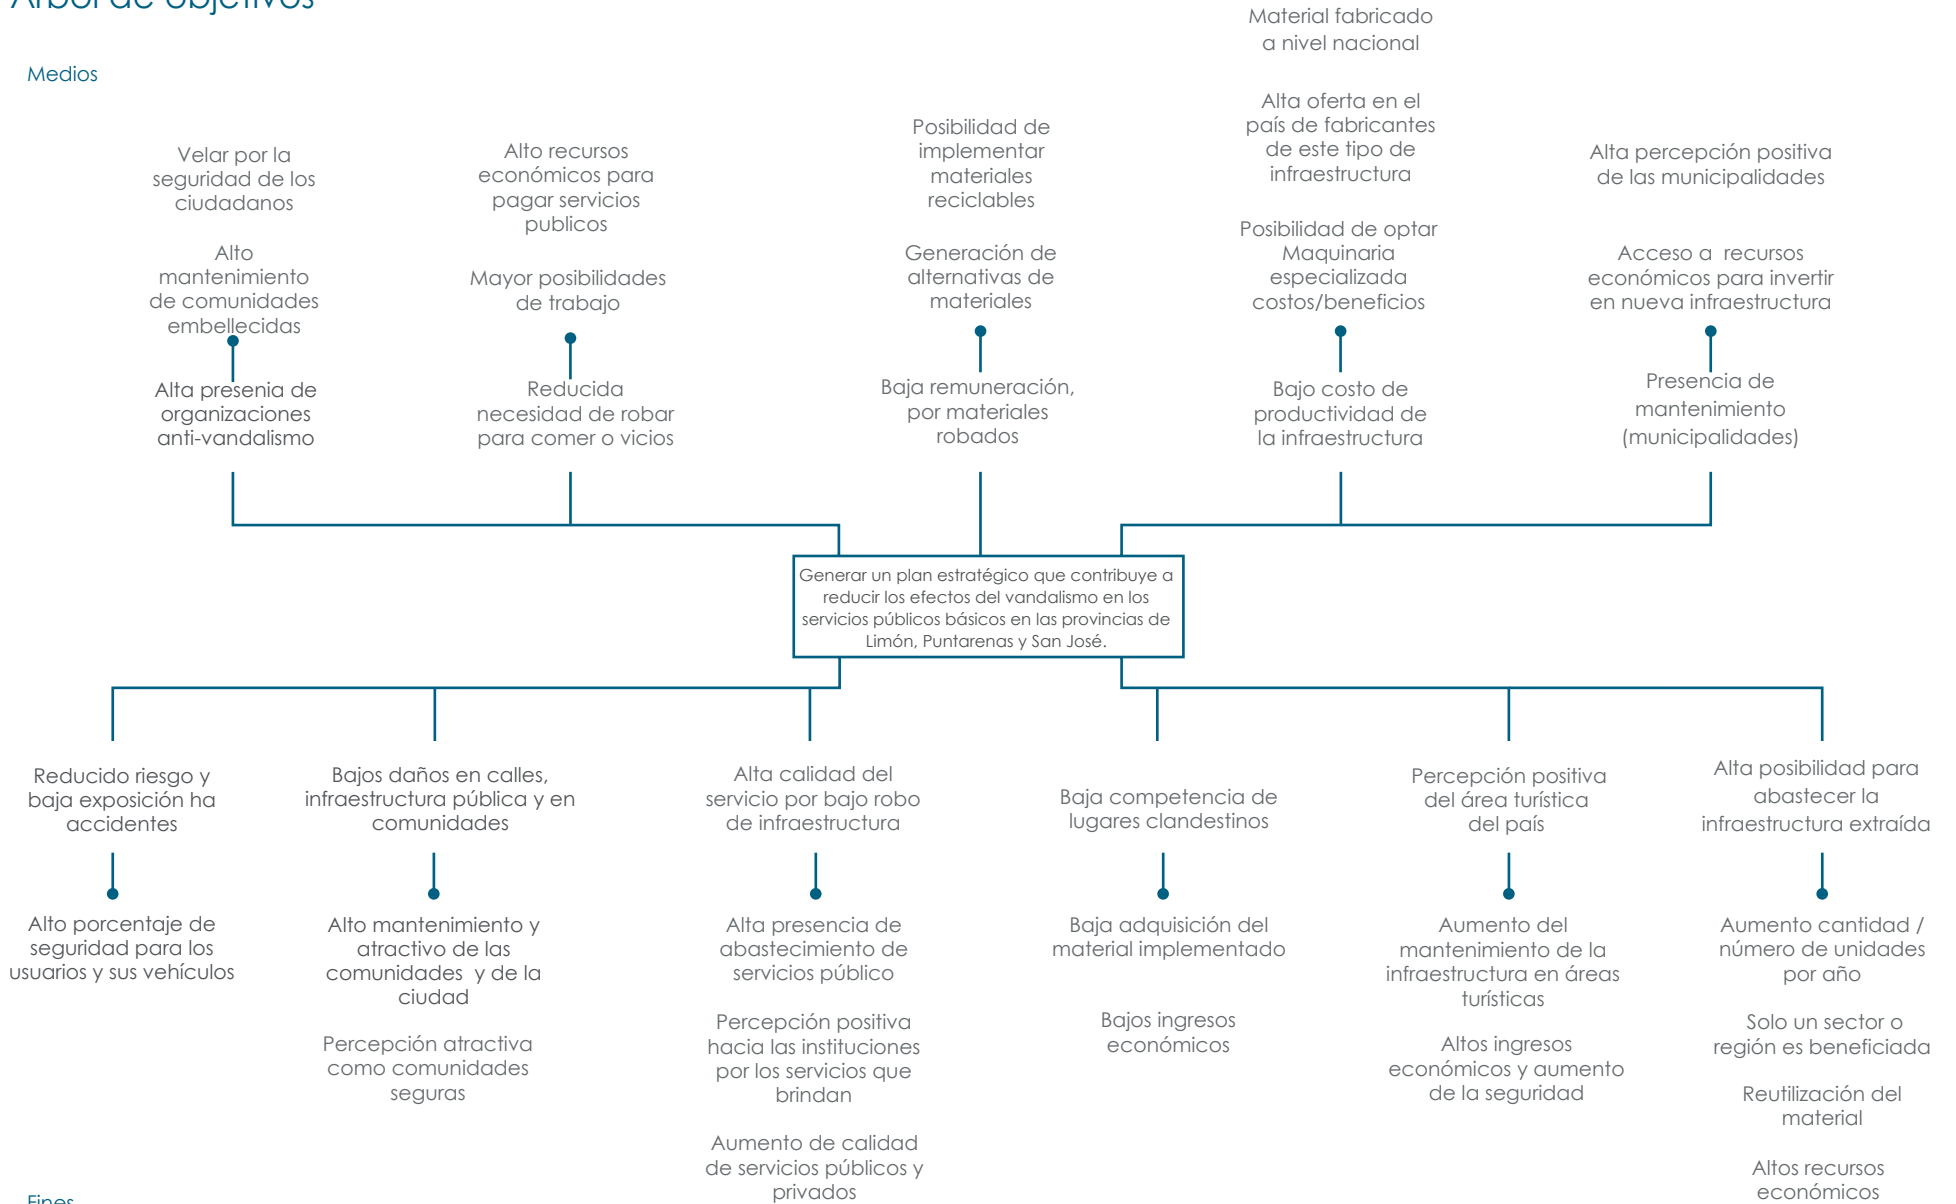 Árbol de objetivos
Medios
Velar por la
seguridad de los
ciudadanos
Alto
mantenimiento
de comunidades
embellecidas
Alta presenia de
organizaciones
anti-vandalismo
Alto recursos
económicos para
pagar servicios
publicos
Mayor posibilidades
de trabajo
Reducida
necesidad de robar
para comer o vicios
Posibilidad de
implementar
materiales
reciclables
Generación de
alternativas de
materiales
Baja remuneración,
por materiales
robados
Material fabricado
a nivel nacional
Alta oferta en el
país de fabricantes
de este tipo de
infraestructura
Posibilidad de optar
Maquinaria
especializada
costos/beneficios
Bajo costo de
productividad de
la infraestructura
Alta percepción positiva
de las municipalidades
Acceso a  recursos
económicos para invertir
en nueva infraestructura
Presencia de
mantenimiento
(municipalidades)
Generar un plan estratégico que contribuye a
reducir los efectos del vandalismo en los
servicios públicos básicos en las provincias de
Limón, Puntarenas y San José.
Reducido riesgo y
baja exposición ha
accidentes
Alto porcentaje de
seguridad para los
usuarios y sus vehículos
Bajos daños en calles,
infraestructura pública y en
comunidades
Alto mantenimiento y
atractivo de las
comunidades  y de la
ciudad
Percepción atractiva
como comunidades
seguras
Alta calidad del
servicio por bajo robo
de infraestructura
Alta presencia de
abastecimiento de
servicios público
Percepción positiva
hacia las instituciones
por los servicios que
brindan
Aumento de calidad
de servicios públicos y
privados
Baja competencia de
lugares clandestinos
Baja adquisición del
material implementado
Bajos ingresos
económicos
Percepción positiva
del área turística
del país
Aumento del
mantenimiento de la
infraestructura en áreas
turísticas
Altos ingresos
económicos y aumento
de la seguridad
Alta posibilidad para
abastecer la
infraestructura extraída
Aumento cantidad /
número de unidades
por año
Solo un sector o
región es beneficiada
Reutilización del
material
Altos recursos
económicos
Fines